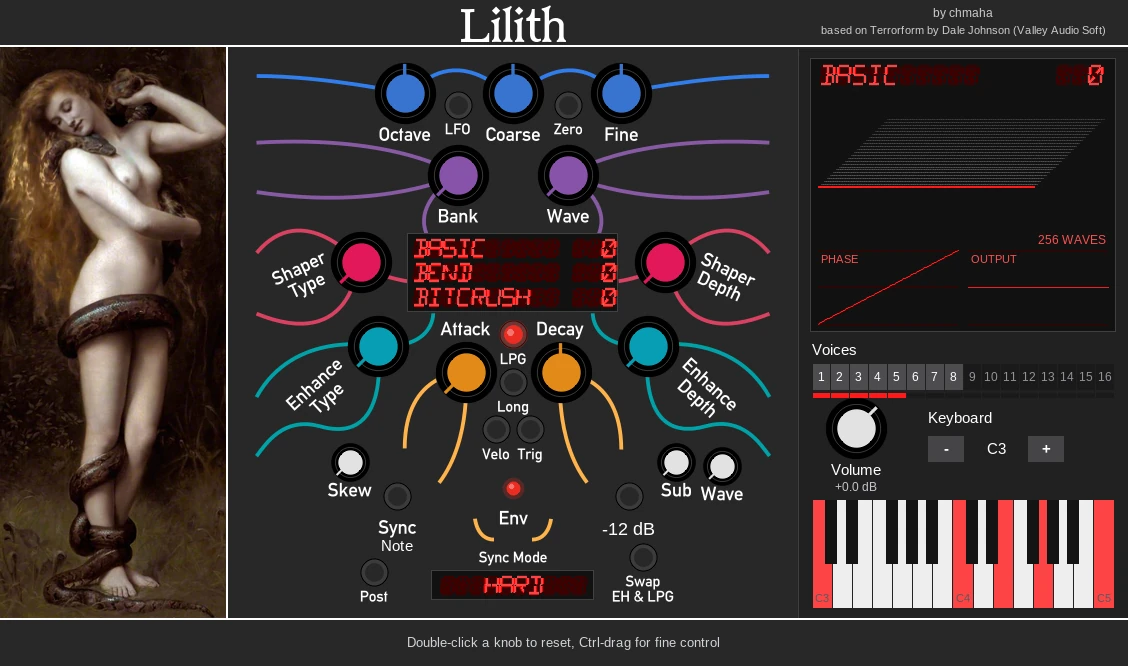 Lilith
by chmaha
based on Terrorform by Dale Johnson (Valley Audio Soft)
Octave LFO Coarse Zero Fine
Bank Wave
Shaper Type
BASIC 0
BEND 0
BITCRUSH 0
Shaper Depth
Enhance Type
Attack Decay
LPG
Long
Velo Trig
Enhance Depth
Skew
Sync
Note
Post
Env
Sync Mode
HARD
Sub Wave
-12 dB
Swap
EH & LPG
BASIC 0
256 WAVES
PHASE OUTPUT
Voices
1 2 3 4 5 6 7 8 9 10 11 12 13 14 15 16
Volume
+0.0 dB
Keyboard
- C3 +
C3 C4 C5
Double-click a knob to reset, Ctrl-drag for fine control